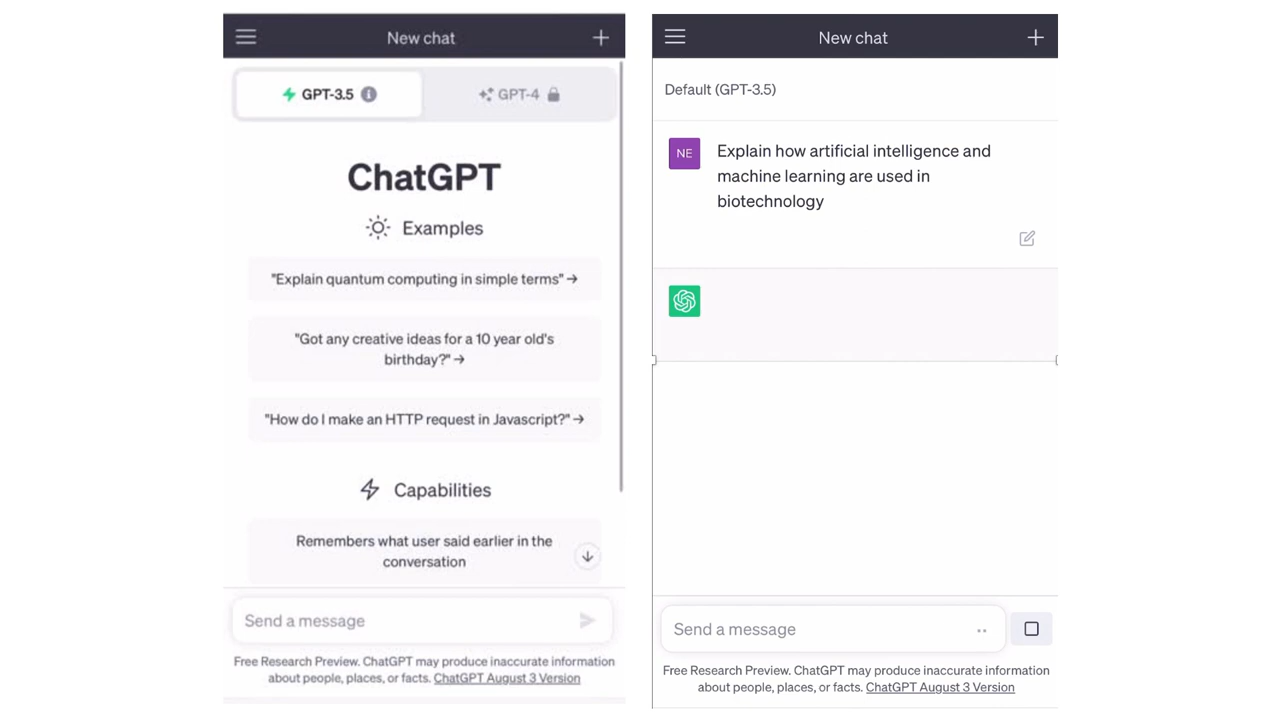 New chat
GPT-3.5
GPT-4
ChatGPT
Examples
"Explain quantum computing in simple terms" →
"Got any creative ideas for a 10 year old's
birthday?" →
"How do I make an HTTP request in Javascript?" →
Capabilities
Remembers what user said earlier in the
conversation
Send a message
Free Research Preview. ChatGPT may produce inaccurate information
about people, places, or facts. ChatGPT August 3 Version
New chat
Default (GPT-3.5)
NE
Explain how artificial intelligence and
machine learning are used in
biotechnology
Send a message
Free Research Preview. ChatGPT may produce inaccurate information
about people, places, or facts. ChatGPT August 3 Version